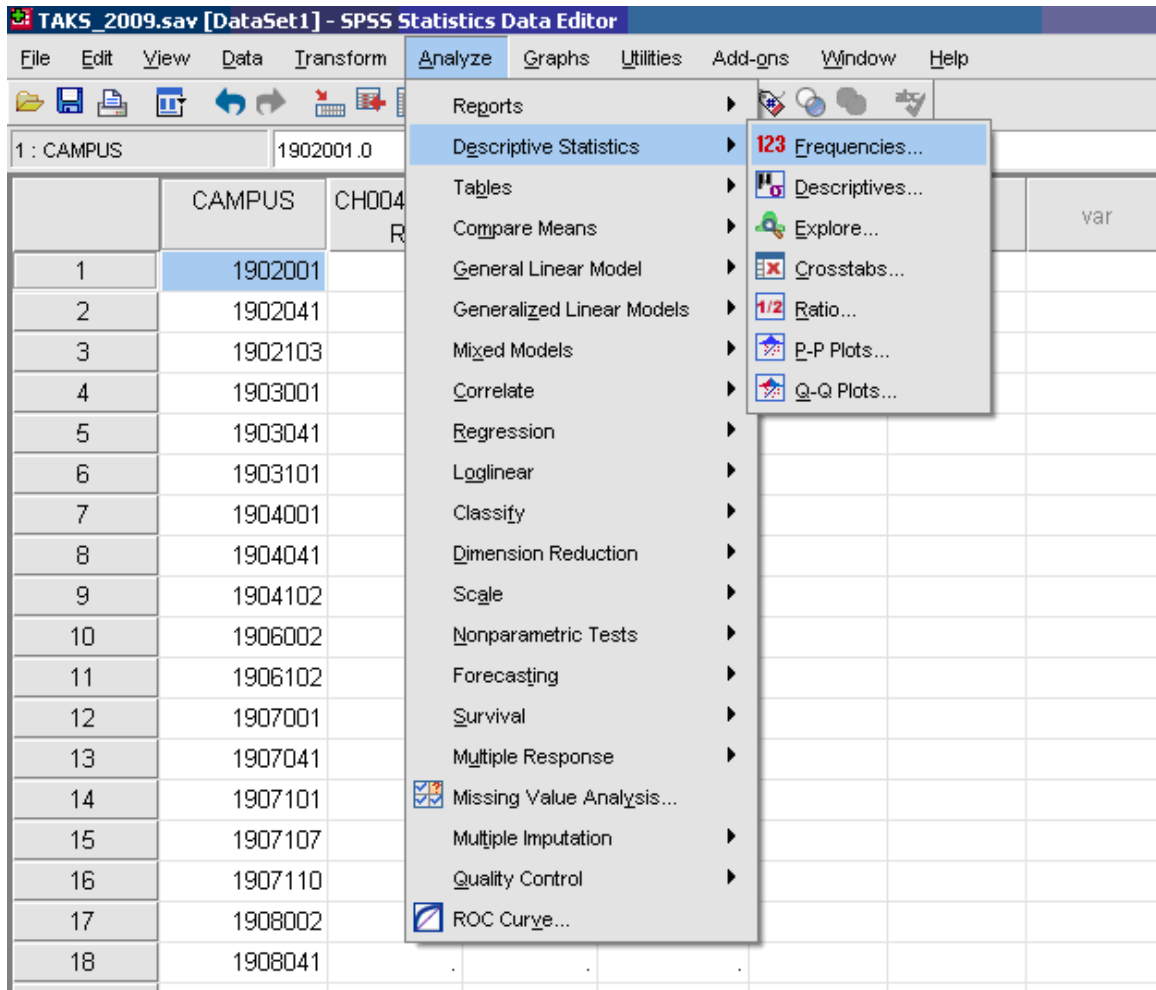 TAKS_2009.sav [DataSet1] - SPSS Statistics Data Editor
File Edit View Data Transform Analyze Graphs Utilities Add-ons Window Help
1 : CAMPUS 1902001.0
CAMPUS CH004 R var
1 1902001
2 1902041
3 1902103
4 1903001
5 1903041
6 1903101
7 1904001
8 1904041
9 1904102
10 1906002
11 1906102
12 1907001
13 1907041
14 1907101
15 1907107
16 1907110
17 1908002
18 1908041 . . .
Reports
Descriptive Statistics
Tables
Compare Means
General Linear Model
Generalized Linear Models
Mixed Models
Correlate
Regression
Loglinear
Classify
Dimension Reduction
Scale
Nonparametric Tests
Forecasting
Survival
Multiple Response
Missing Value Analysis...
Multiple Imputation
Quality Control
ROC Curve...
123 Frequencies...
Descriptives...
Explore...
Crosstabs...
1/2 Ratio...
P-P Plots...
Q-Q Plots...